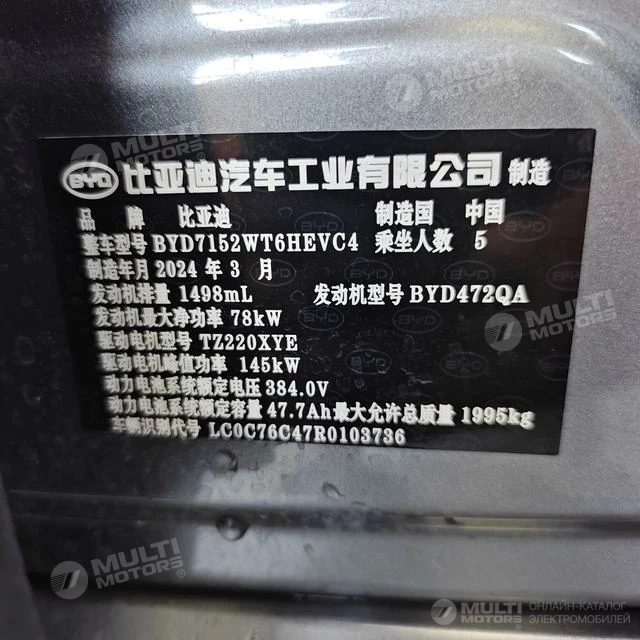 BYD 比亚迪汽车工业有限公司 制造
品 牌 比亚迪 制造国 中国
整车型号 BYD7152WT6HEVC4 乘坐人数 5
制造年月 2024 年 3 月
发动机排量 1498mL 发动机型号 BYD472QA
发动机最大净功率 78kW
驱动电机型号 TZ220XYE
驱动电机峰值功率 145kW
动力电池系统额定电压 384.0V
动力电池系统额定容量 47.7Ah 最大允许总质量 1995kg
车辆识别代号 LC0C76C47R0103736
MULTI MOTORS
MULTI MOTORS
MULTI MOTORS
MULTI MOTORS
MULTI MOTORS ОНЛАЙН-КАТАЛОГ ЭЛЕКТРОМОБИЛЕЙ